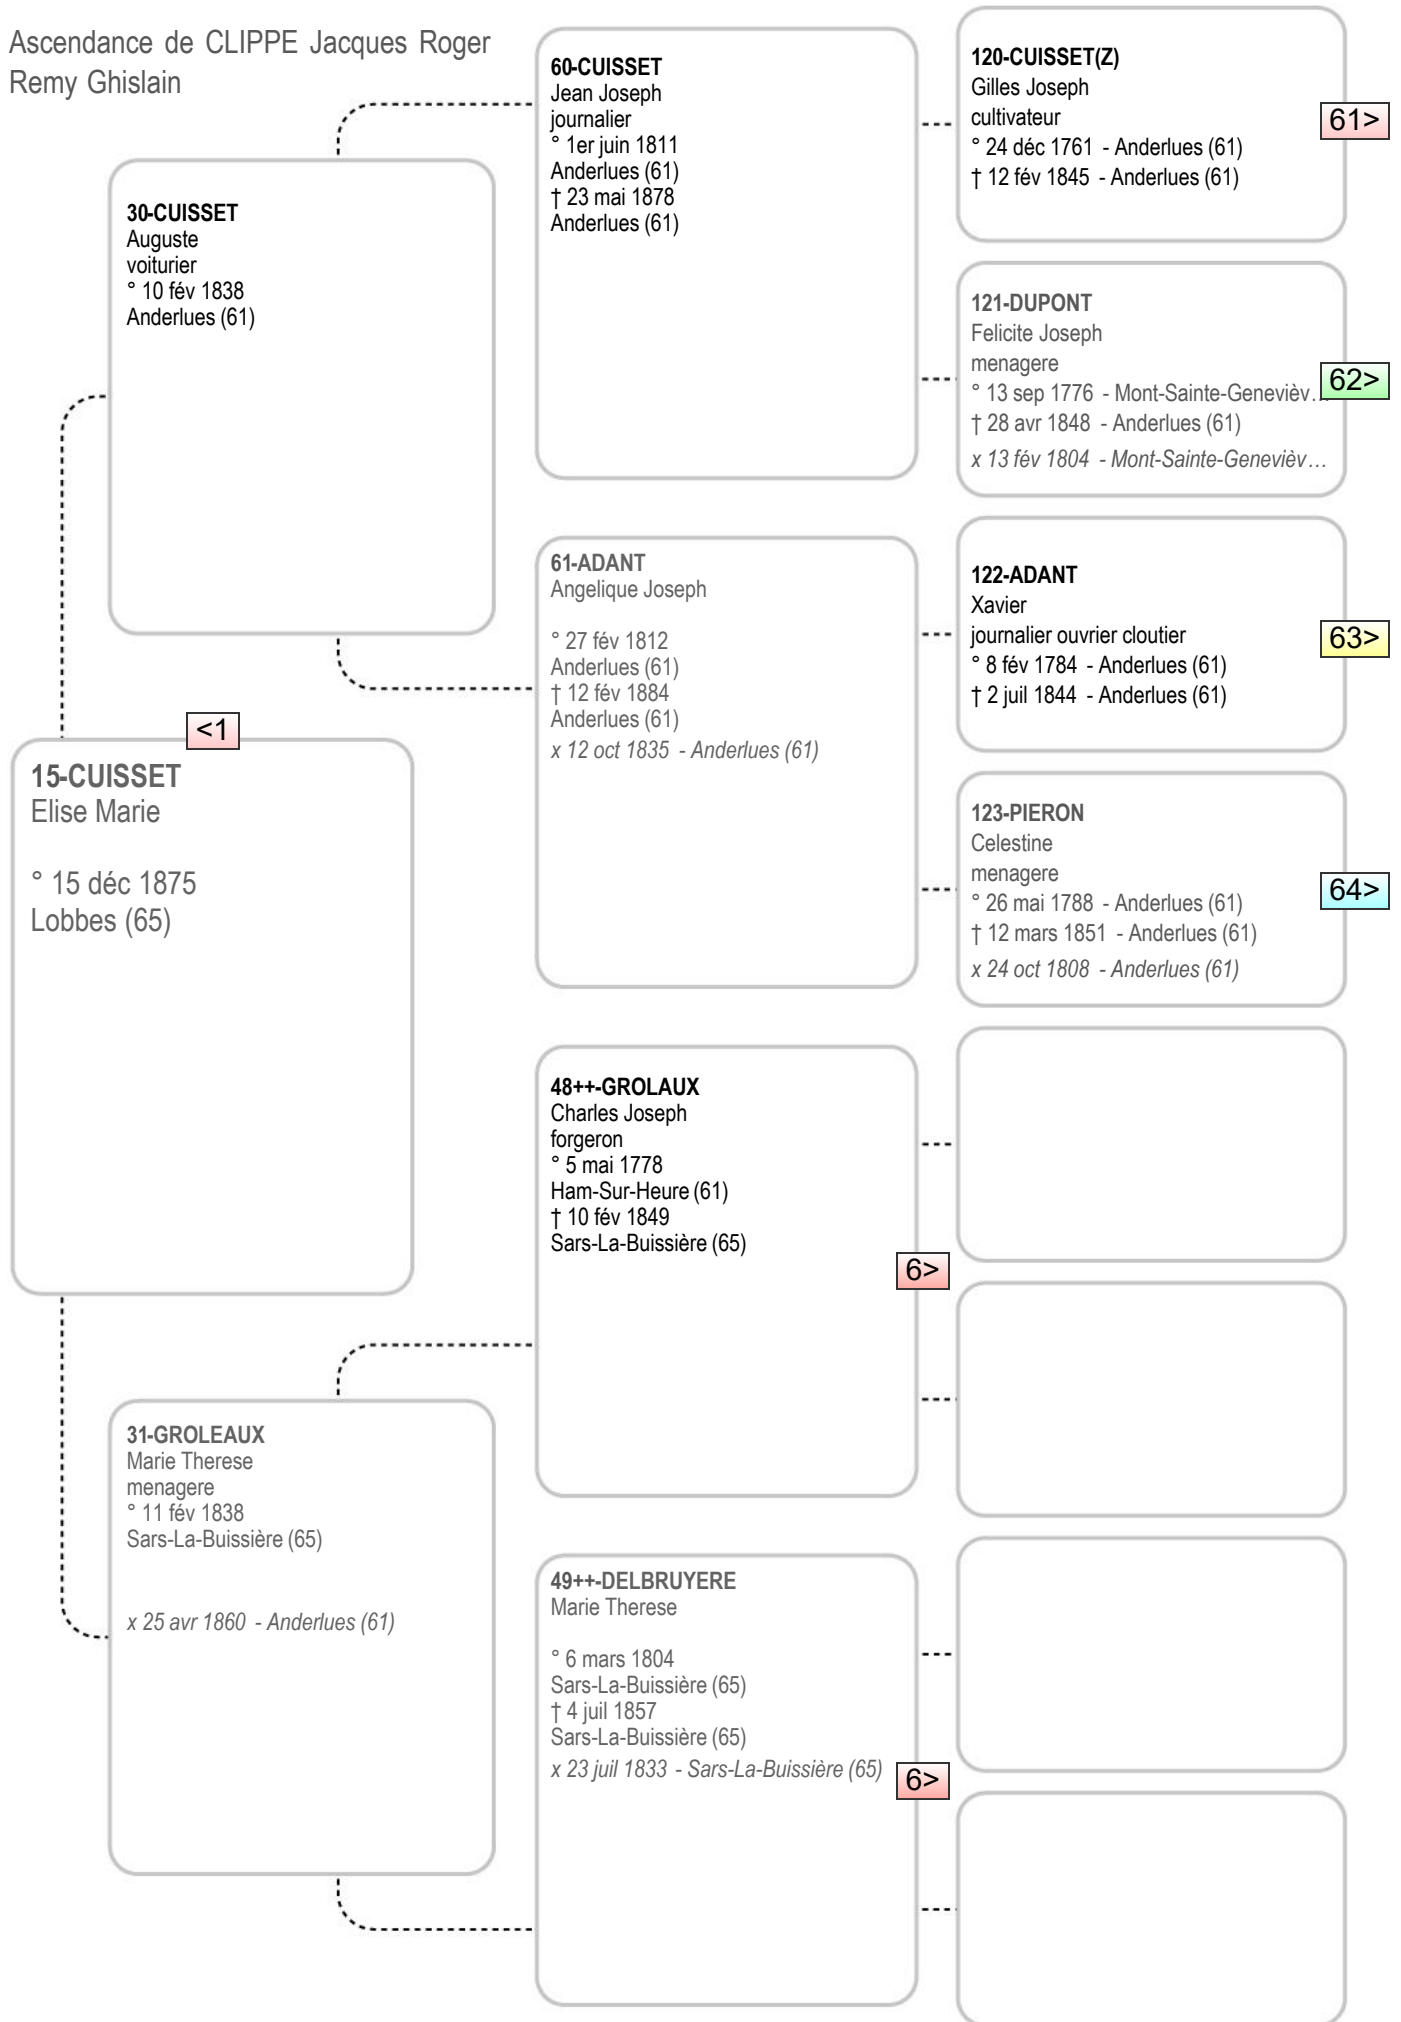 Ascendance de CLIPPE Jacques Roger
Remy Ghislain
<1
15-CUISSET
Elise Marie
° 15 déc 1875
Lobbes (65)
30-CUISSET
Auguste
voiturier
° 10 fév 1838
Anderlues (61)
31-GROLEAUX
Marie Therese
menagere
° 11 fév 1838
Sars-La-Buissière (65)
x 25 avr 1860 - Anderlues (61)
60-CUISSET
Jean Joseph
journalier
° 1er juin 1811
Anderlues (61)
† 23 mai 1878
Anderlues (61)
61-ADANT
Angelique Joseph
° 27 fév 1812
Anderlues (61)
† 12 fév 1884
Anderlues (61)
x 12 oct 1835 - Anderlues (61)
48++-GROLAUX
Charles Joseph
forgeron
° 5 mai 1778
Ham-Sur-Heure (61)
† 10 fév 1849
Sars-La-Buissière (65)
6>
49++-DELBRUYERE
Marie Therese
° 6 mars 1804
Sars-La-Buissière (65)
† 4 juil 1857
Sars-La-Buissière (65)
x 23 juil 1833 - Sars-La-Buissière (65)
6>
120-CUISSET(Z)
Gilles Joseph
cultivateur
° 24 déc 1761 - Anderlues (61)
† 12 fév 1845 - Anderlues (61)
61>
121-DUPONT
Felicite Joseph
menagere
° 13 sep 1776 - Mont-Sainte-Genevièv…
† 28 avr 1848 - Anderlues (61)
x 13 fév 1804 - Mont-Sainte-Genevièv…
62>
122-ADANT
Xavier
journalier ouvrier cloutier
° 8 fév 1784 - Anderlues (61)
† 2 juil 1844 - Anderlues (61)
63>
123-PIERON
Celestine
menagere
° 26 mai 1788 - Anderlues (61)
† 12 mars 1851 - Anderlues (61)
x 24 oct 1808 - Anderlues (61)
64>